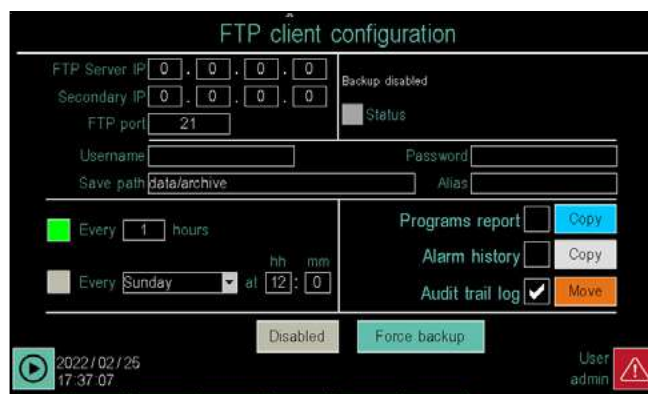 FTP client configuration
FTP Server IP 0 . 0 . 0 . 0
Secondary IP 0 . 0 . 0 . 0
FTP port 21
Backup disabled
Status
Username
Password
Save path data/archive
Alias
Every 1 hours
hh mm
Every Sunday at 12 : 0
Programs report Copy
Alarm history Copy
Audit trail log Move
Disabled
Force backup
2022/02/25
17:37:07
User
admin